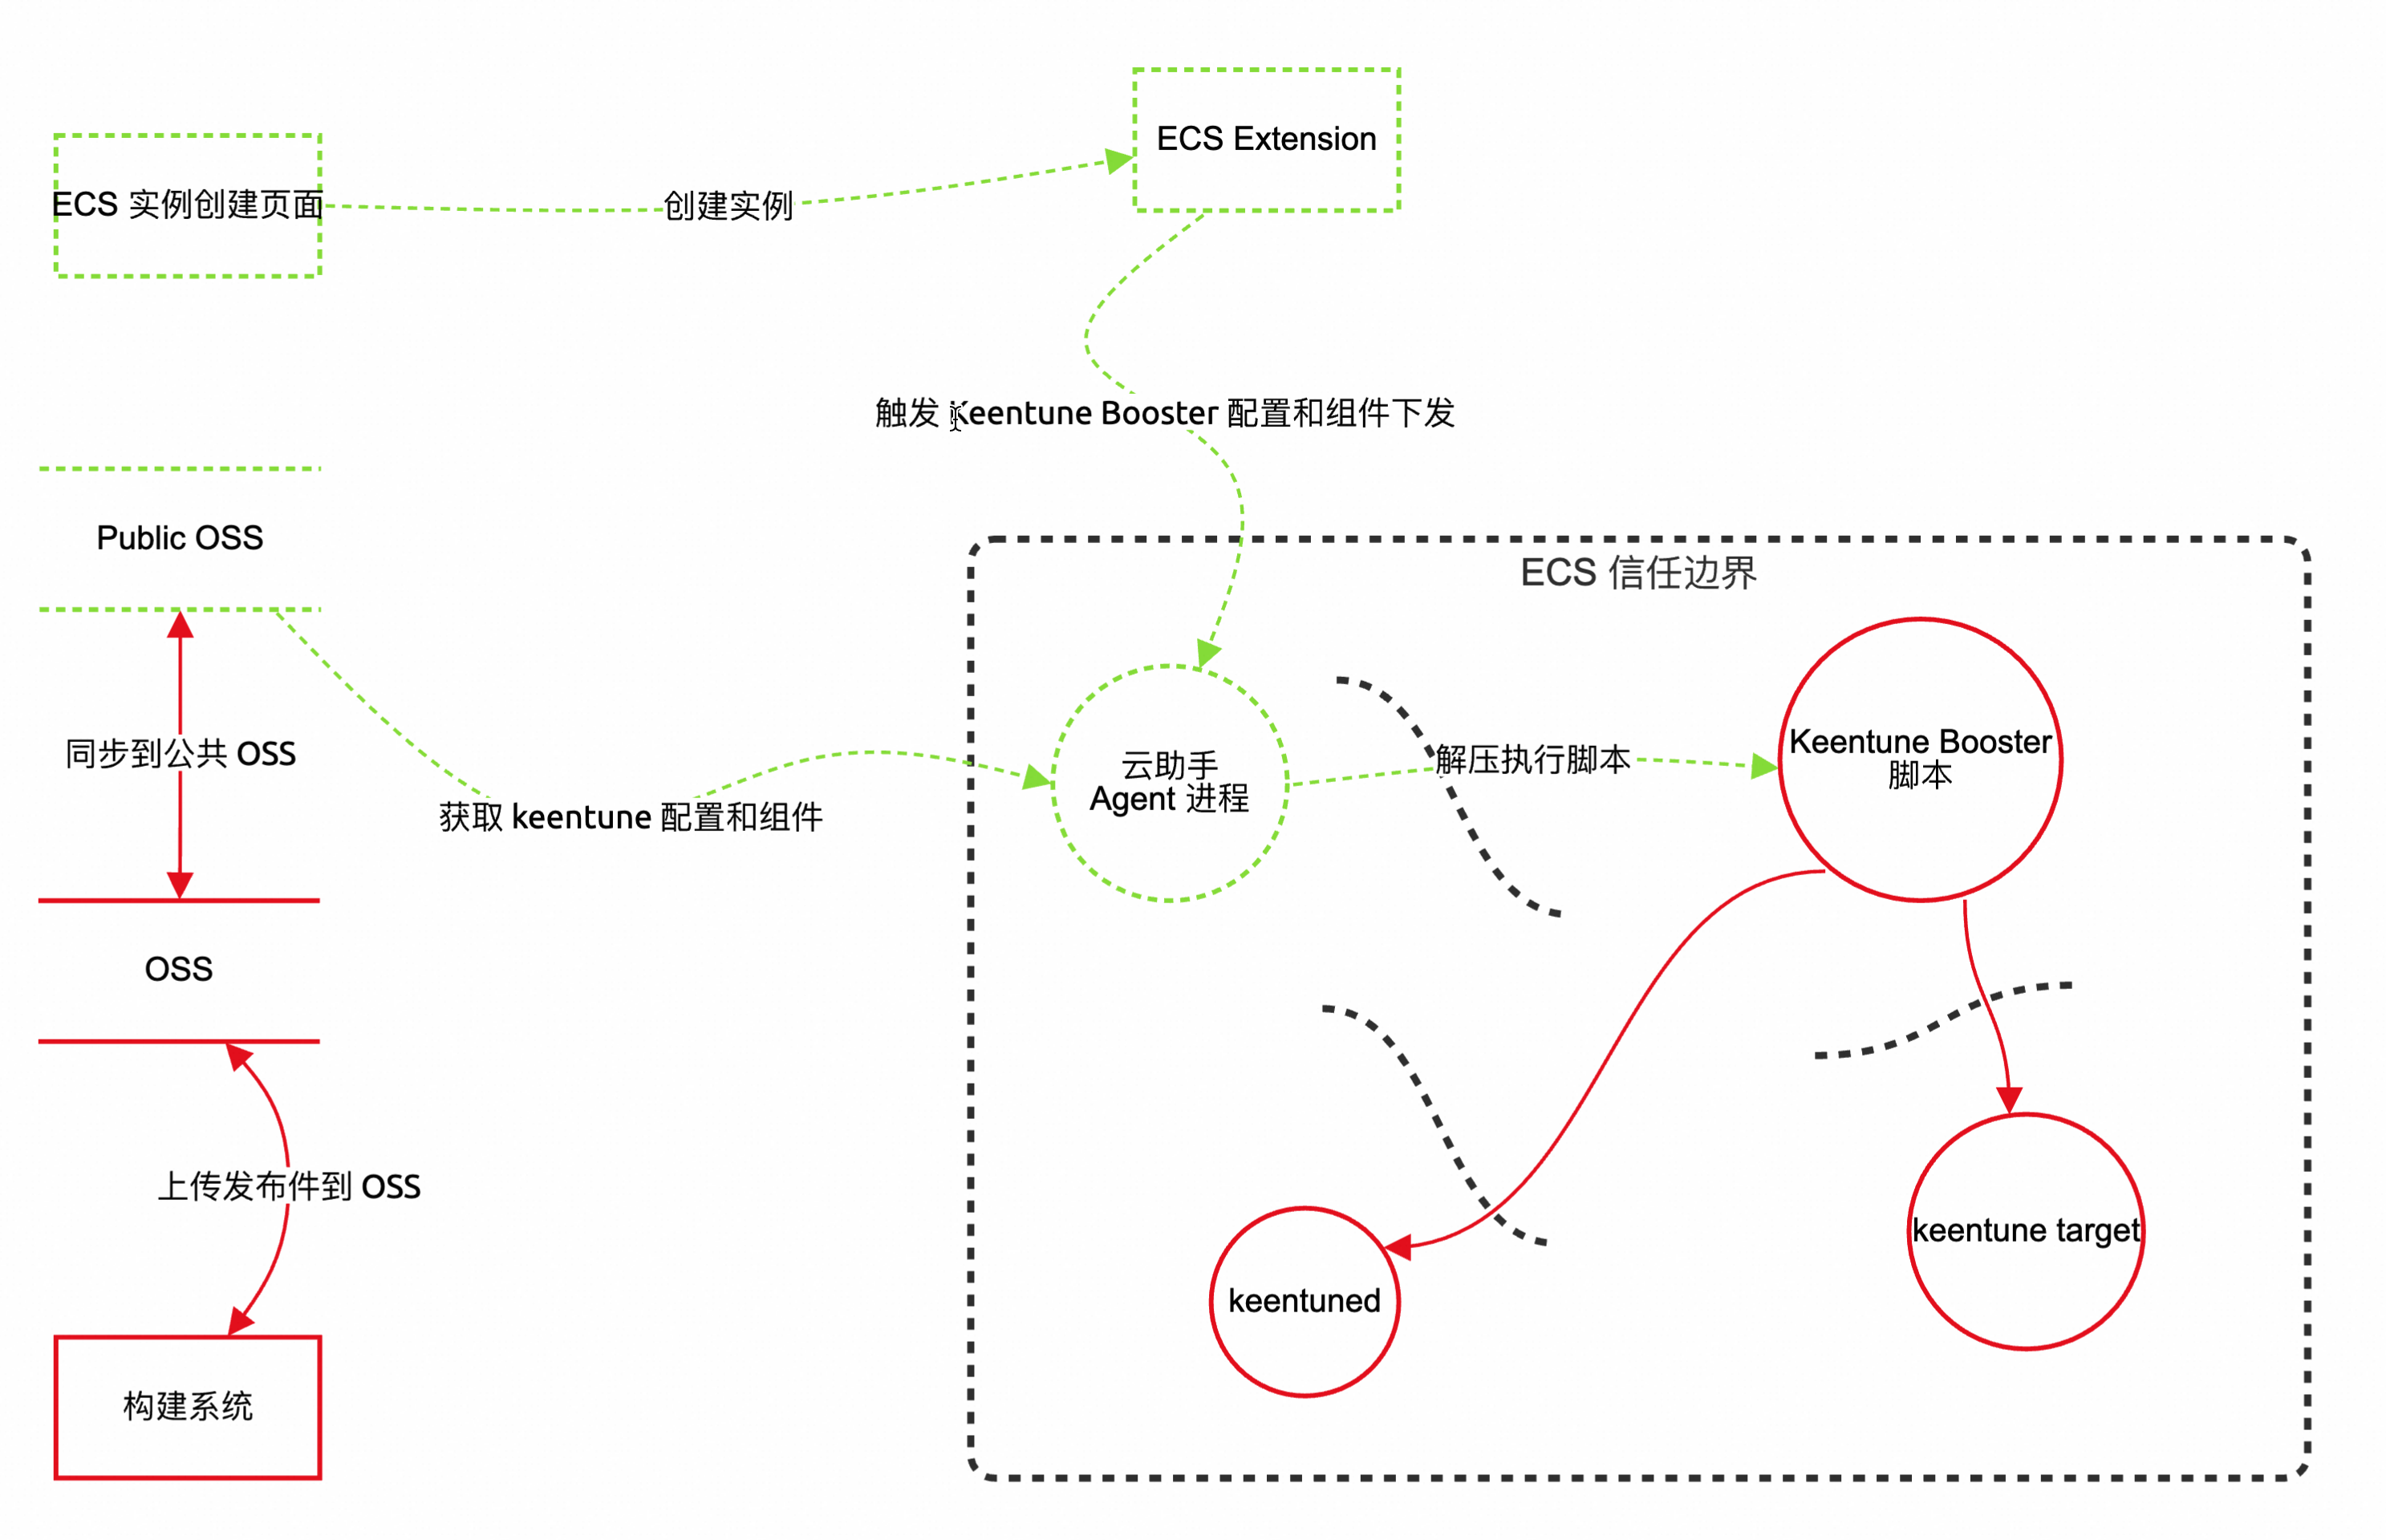 ECS Extension
ECS 实例创建页面
创建实例
触发 Keentune Booster 配置和组件下发
Public OSS
ECS 信任边界
同步到公共 OSS
获取 keentune 配置和组件
云助手
Agent 进程
解压执行脚本
Keentune Booster
脚本
OSS
上传发布件到 OSS
keentune target
keentuned
构建系统